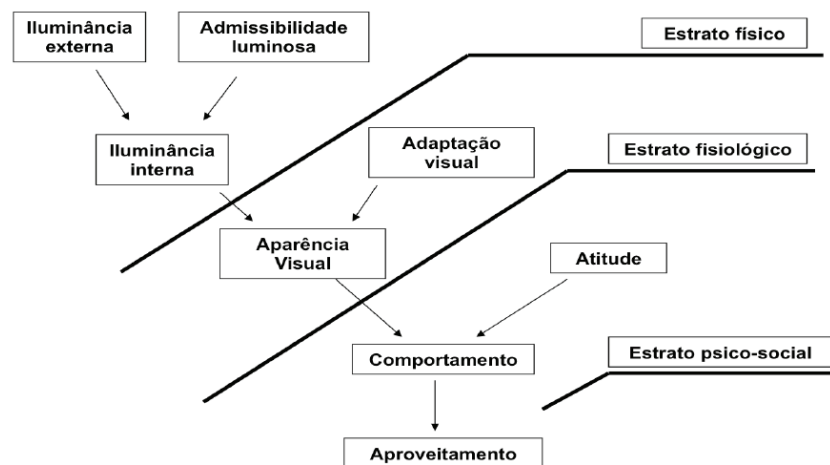 Iluminância
externa
Admissibilidade
luminosa
Estrato físico
Iluminância
interna
Adaptação
visual
Estrato fisiológico
Aparência
Visual
Atitude
Comportamento
Estrato psico-social
Aproveitamento